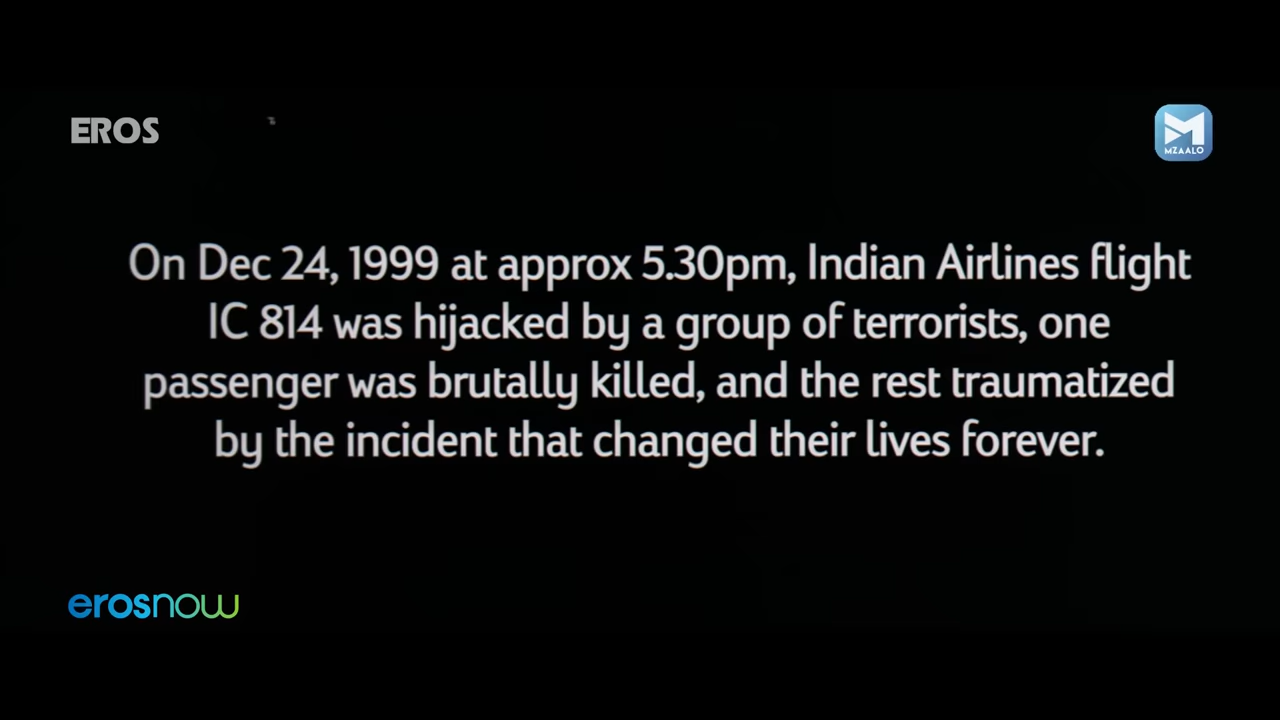 EROS
MZAALO
On Dec 24, 1999 at approx 5.30pm, Indian Airlines flight
IC 814 was hijacked by a group of terrorists, one
passenger was brutally killed, and the rest traumatized
by the incident that changed their lives forever.
erosnow